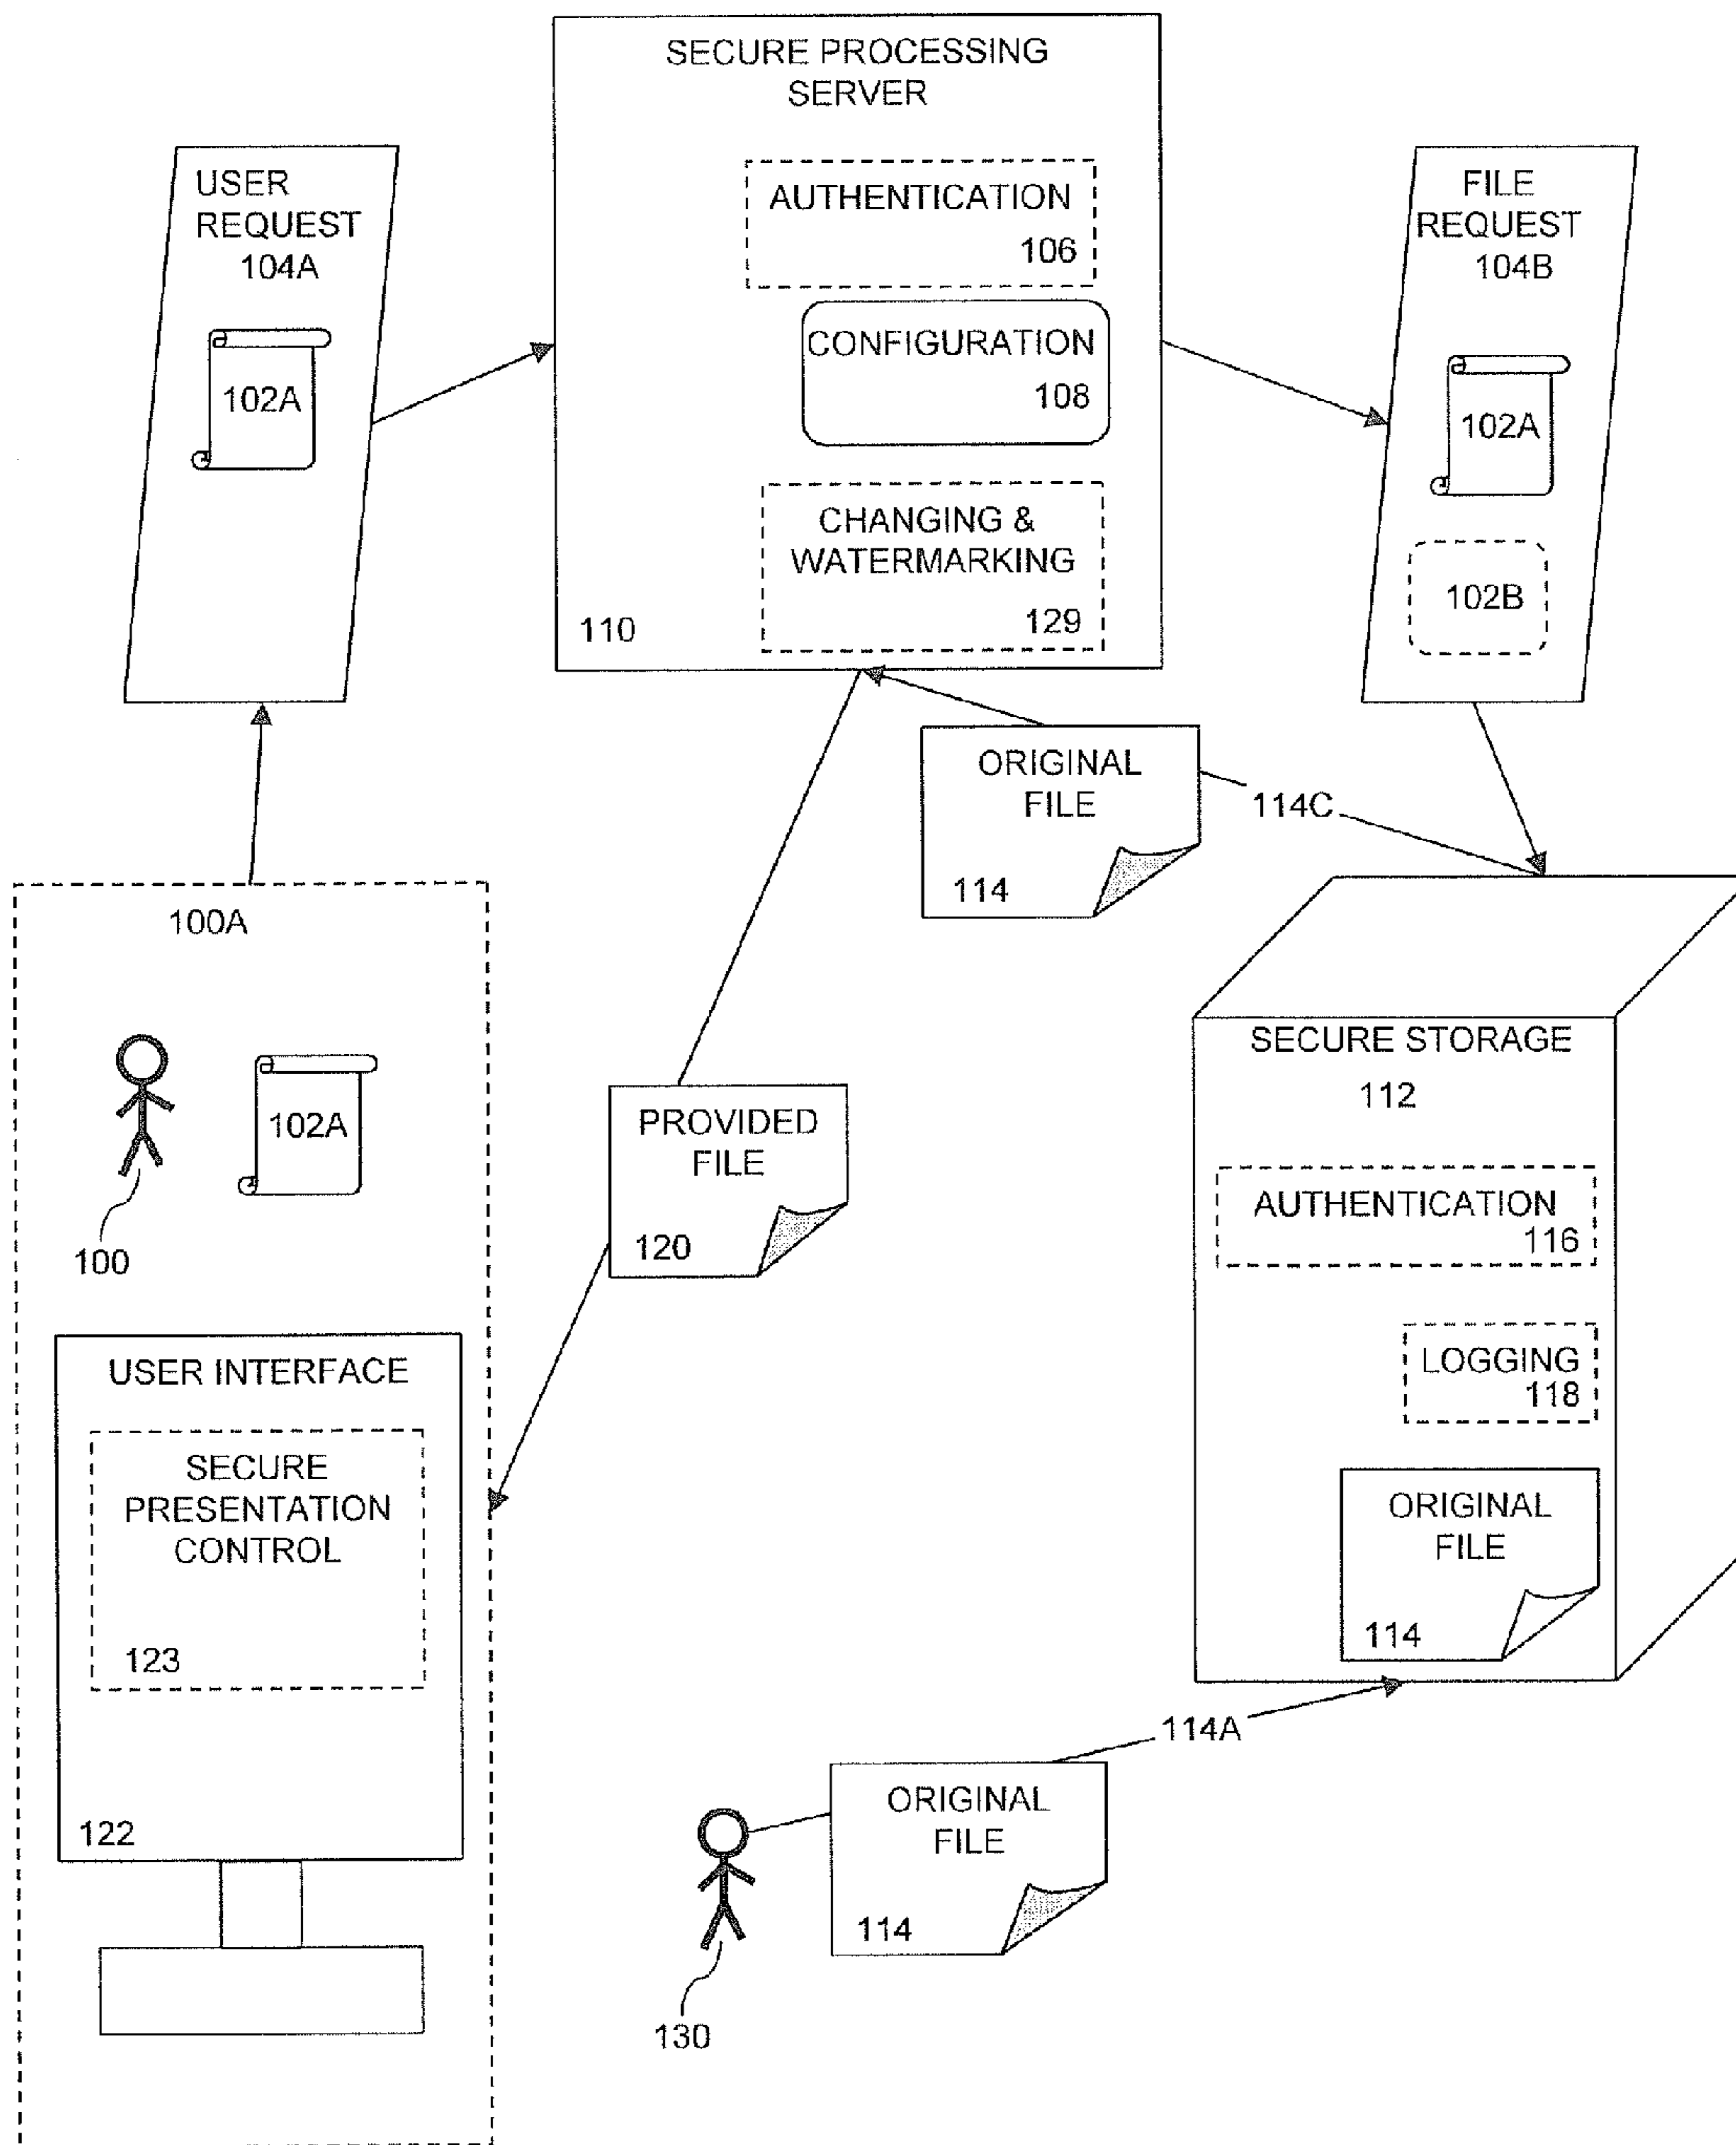 SECURE PROCESSING
SERVER
AUTHENTICATION
106
CONFIGURATION
108
CHANGING &
WATERMARKING
129
110
USER
REQUEST
104A
102A
FILE
REQUEST
104B
102A
102B
ORIGINAL
FILE
114
114C
100A
102A
100
PROVIDED
FILE
120
SECURE STORAGE
112
AUTHENTICATION
116
LOGGING
118
ORIGINAL
FILE
114
USER INTERFACE
SECURE
PRESENTATION
CONTROL
123
122
114A
ORIGINAL
FILE
114
130